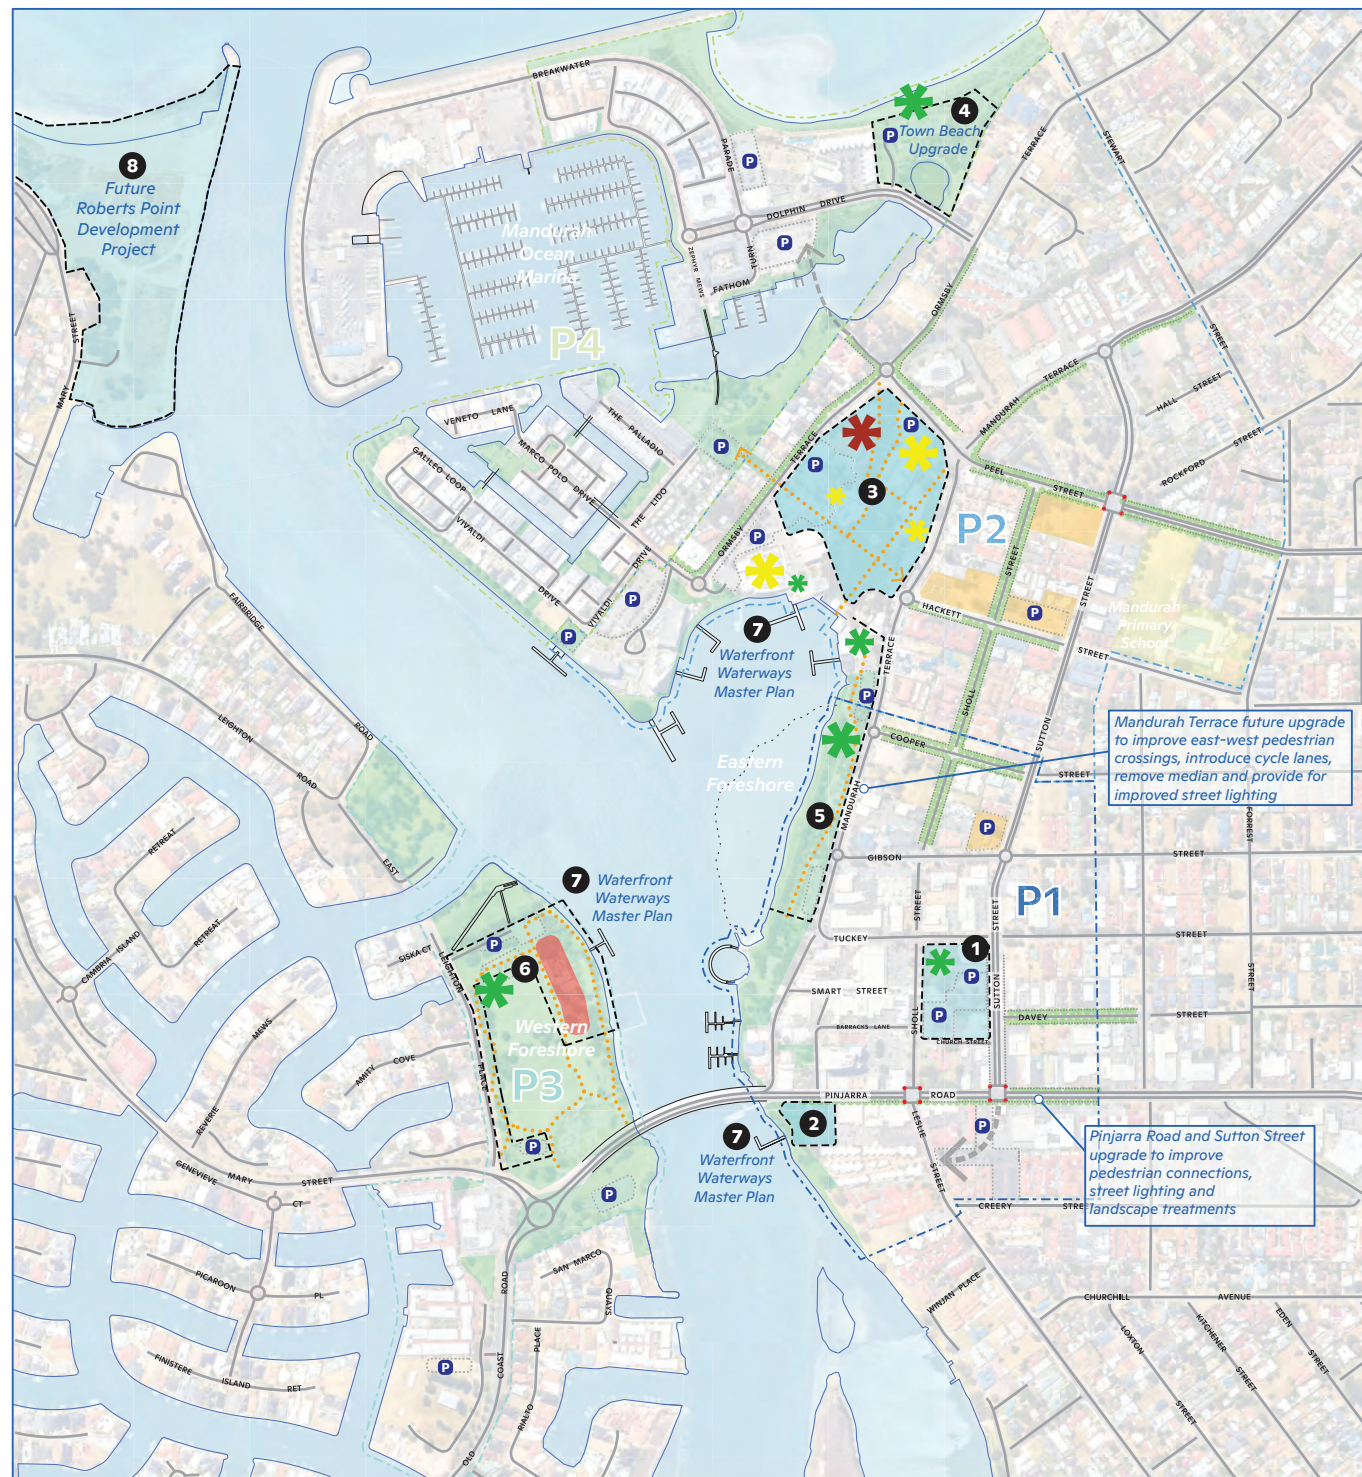 BREAKWATER
PARADE
P
P
4
Town Beach
Upgrade
TERRACE
STEWART
STREET
8
Future
Roberts Point
Development
Project
DOLPHIN DRIVE
P
Mandurah
Ocean
Marina
ZEPHYR MEWS
TURN
FATHOM
ORMSBY
P4
STREET
MARY
TERRACE
MANDURAH
HALL STREET
VENETO LANE
THE PALLADIO
MARCO POLO DRIVE
GALILEO LOOP
THE LIDO
VIVALDI
DRIVE
VIVALDI
DRIVE
P
P
P
TERRACE
ORMSBY
P
P
P
3
PEEL
STREET
ROCKFORD
STREET
P2
STREET
STREET
HACKETT
STREET
P
Mandurah
Primary
School
FAIRBRIDGE
ROAD
7
Waterfront
Waterways
Master Plan
TERRACE
P
SHOLL
SUTTON
COOPER
STREET
Eastern
Foreshore
MANDURAH
5
Mandurah Terrace future upgrade
to improve east-west pedestrian
crossings, introduce cycle lanes,
remove median and provide for
improved street lighting
LEIGHTON
ROAD
RETREAT
EAST
RETREAT
CAMBRIA ISLAND
P
GIBSON
STREET
FORREST
STREET
P1
7
Waterfront
Waterways
Master Plan
SISKA CT
LEIGHTON
PLACE
P
6
Western
Foreshore
P3
P
STREET
STREET
TUCKEY
STREET
1
P
P
SMART STREET
BARRACKS LANE
SHOLL
SUTTON
CHURCH STREET
DAVEY
STREET
MEWS
REVERIE
AMITY COVE
PINJARRA ROAD
2
7
Waterfront
Waterways
Master Plan
LESLIE
STREET
P
Pinjarra Road and Sutton Street
upgrade to improve
pedestrian connections,
street lighting and
landscape treatments
CREERY STREET
GENEVIEVE
CT
MARY STREET
P
SAN MARCO
QUAYS
PICAROON
PL
FINISTERE
ISLAND
RET
P
OLD
COAST
ROAD
RIALTO
PLACE
WINJAN PLACE
CHURCHILL AVENUE
LOXTON
STREET
KITCHENER
STREET
EDEN
STREET